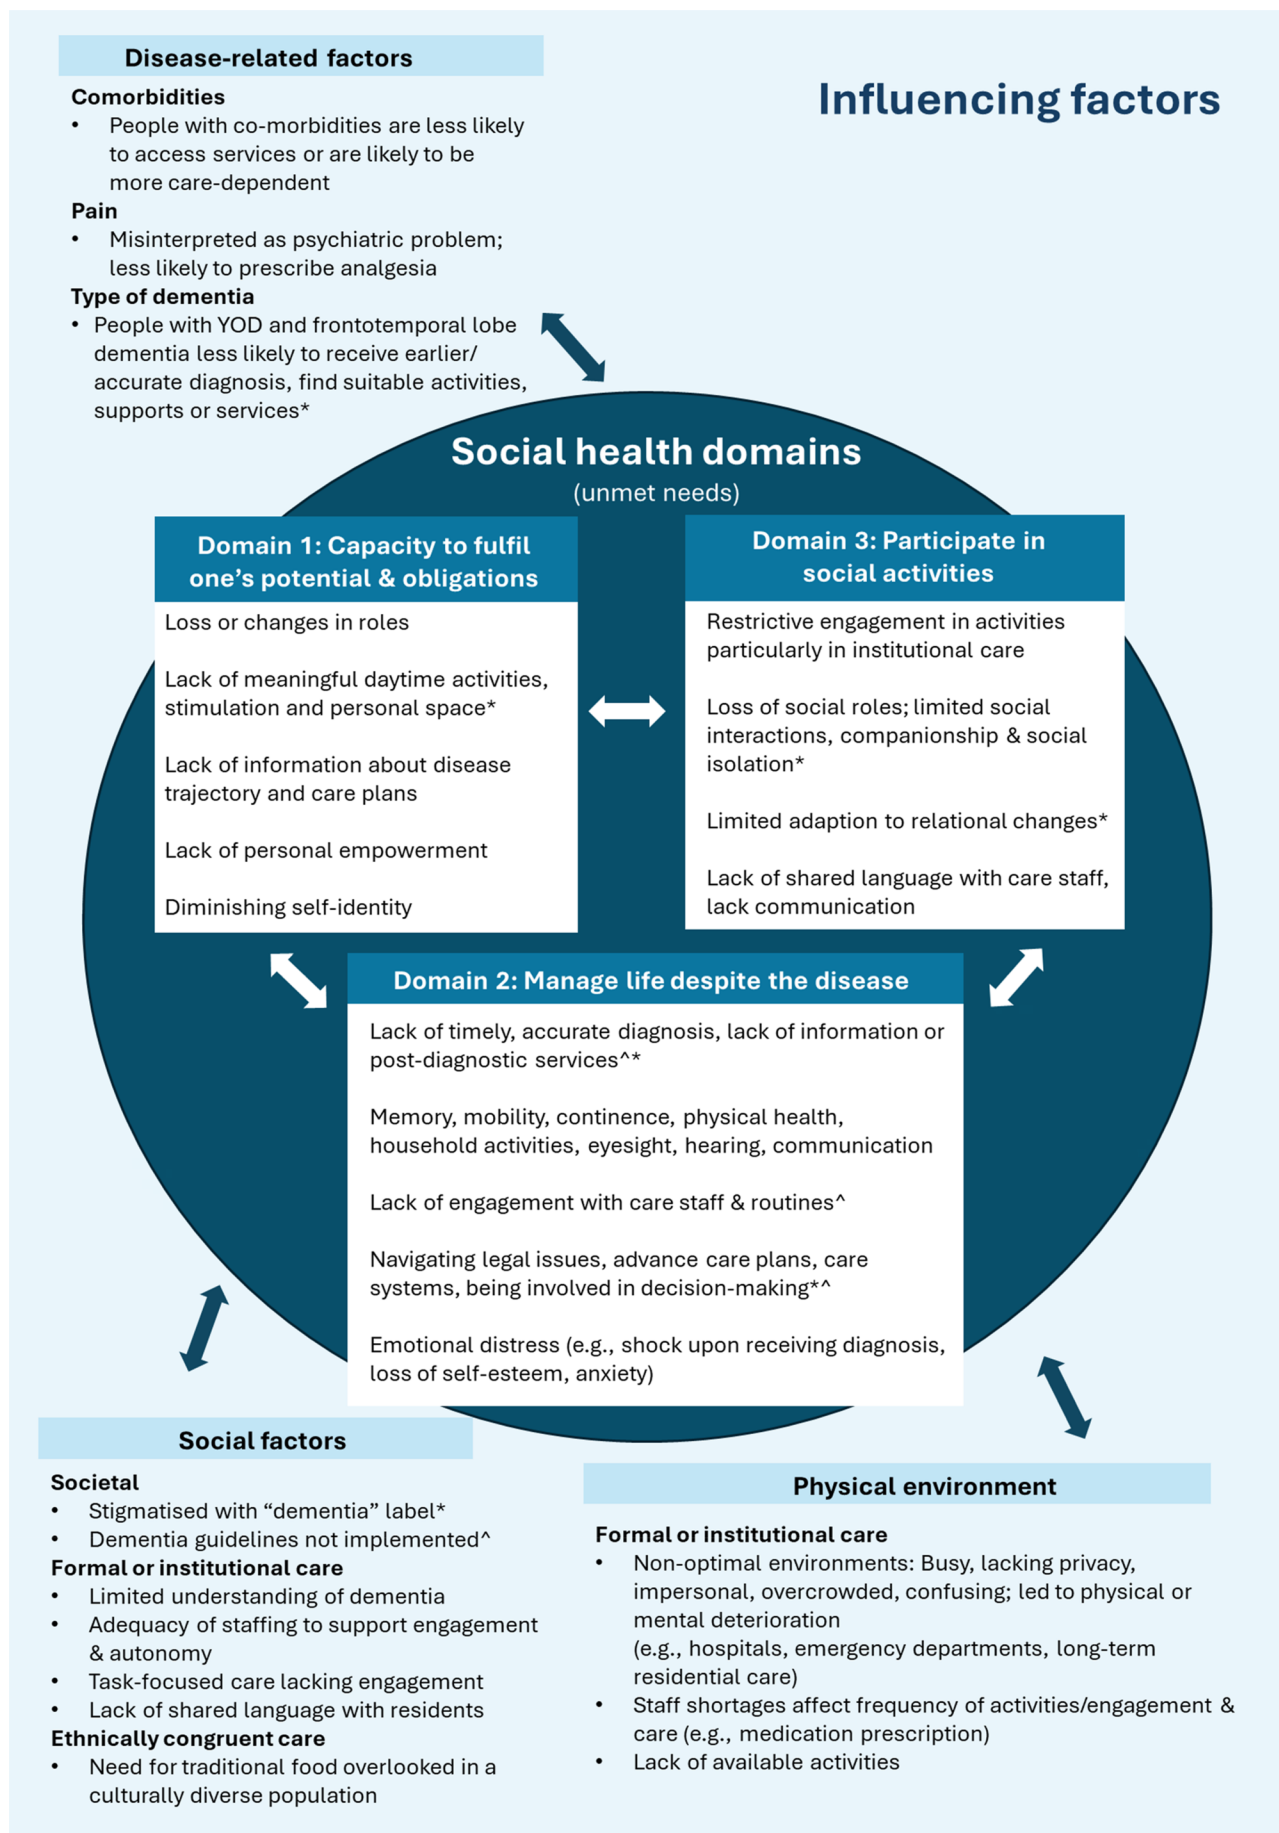 Disease-related factors
Influencing factors
Comorbidities
• People with co-morbidities are less likely
to access services or are likely to be
more care-dependent
Pain
• Misinterpreted as psychiatric problem;
less likely to prescribe analgesia
Type of dementia
• People with YOD and frontotemporal lobe
dementia less likely to receive earlier/
accurate diagnosis, find suitable activities,
supports or services*
Social health domains
(unmet needs)
Domain 1: Capacity to fulfil
one’s potential & obligations
Loss or changes in roles
Lack of meaningful daytime activities,
stimulation and personal space*
Lack of information about disease
trajectory and care plans
Lack of personal empowerment
Diminishing self-identity
Domain 3: Participate in
social activities
Restrictive engagement in activities
particularly in institutional care
Loss of social roles; limited social
interactions, companionship & social
isolation*
Limited adaption to relational changes*
Lack of shared language with care staff,
lack communication
Domain 2: Manage life despite the disease
Lack of timely, accurate diagnosis, lack of information or
post-diagnostic services^*
Memory, mobility, continence, physical health,
household activities, eyesight, hearing, communication
Lack of engagement with care staff & routines^
Navigating legal issues, advance care plans, care
systems, being involved in decision-making*^
Emotional distress (e.g., shock upon receiving diagnosis,
loss of self-esteem, anxiety)
Social factors
Societal
• Stigmatised with “dementia” label*
• Dementia guidelines not implemented^
Formal or institutional care
• Limited understanding of dementia
• Adequacy of staffing to support engagement
& autonomy
• Task-focused care lacking engagement
• Lack of shared language with residents
Ethnically congruent care
• Need for traditional food overlooked in a
culturally diverse population
Physical environment
Formal or institutional care
• Non-optimal environments: Busy, lacking privacy,
impersonal, overcrowded, confusing; led to physical or
mental deterioration
(e.g., hospitals, emergency departments, long-term
residential care)
• Staff shortages affect frequency of activities/engagement &
care (e.g., medication prescription)
• Lack of available activities